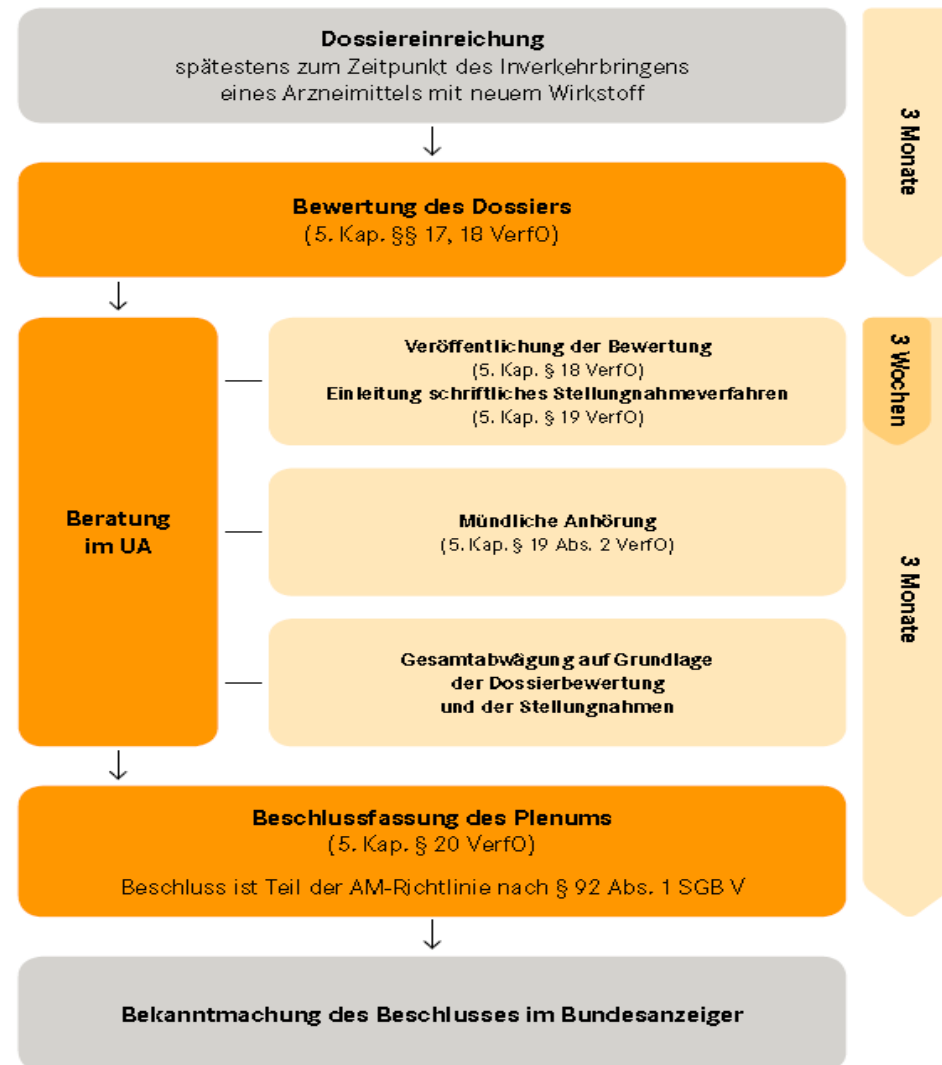 Dossiereinreichung
spätestens zum Zeitpunkt des Inverkehrbringens
eines Arzneimittels mit neuem Wirkstoff
3 Monate
Bewertung des Dossiers
(5. Kap. §§ 17, 18 VerfO)
Beratung
im UA
Veröffentlichung der Bewertung
(5. Kap. § 18 VerfO)
Einleitung schriftliches Stellungnahmeverfahren
(5. Kap. § 19 VerfO)
3 Wochen
Mündliche Anhörung
(5. Kap. § 19 Abs. 2 VerfO)
3 Monate
Gesamtabwägung auf Grundlage
der Dossierbewertung
und der Stellungnahmen
Beschlussfassung des Plenums
(5. Kap. § 20 VerfO)
Beschluss ist Teil der AM-Richtlinie nach § 92 Abs. 1 SGB V
Bekanntmachung des Beschlusses im Bundesanzeiger